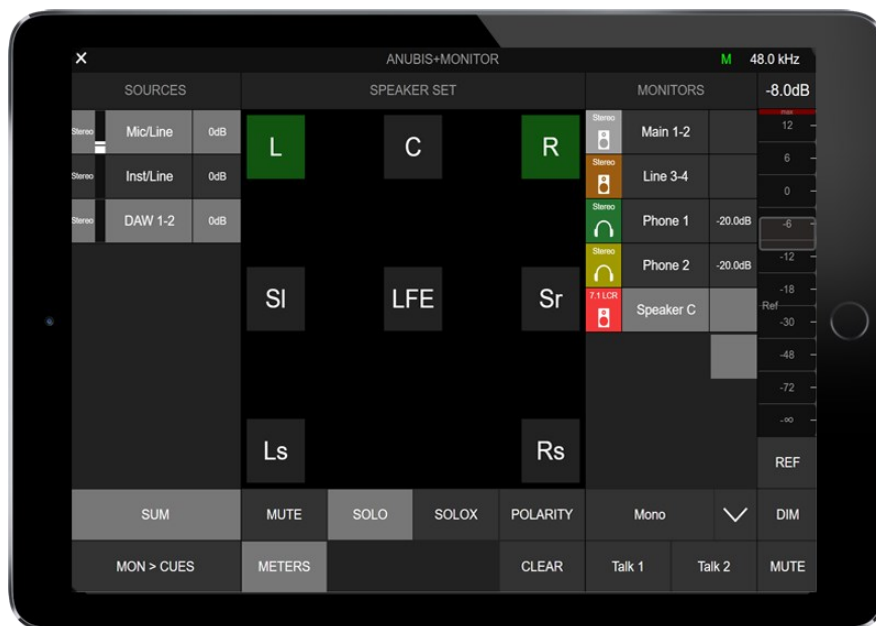 ANUBIS+MONITOR M 48.0 kHz
SOURCES SPEAKER SET MONITORS -8.0dB
Stereo Mic/Line 0dB
Stereo Inst/Line 0dB
Stereo DAW 1-2 0dB
L C R
Sl LFE Sr
Ls Rs
Stereo Main 1-2
Stereo Line 3-4
Stereo Phone 1 -20.0dB
Stereo Phone 2 -20.0dB
7.1 LCR Speaker C
max
12
6
0
-6
-12
-18
Ref
-30
-48
-72
-∞
REF
SUM MUTE SOLO SOLOX POLARITY Mono DIM
MON > CUES METERS CLEAR Talk 1 Talk 2 MUTE